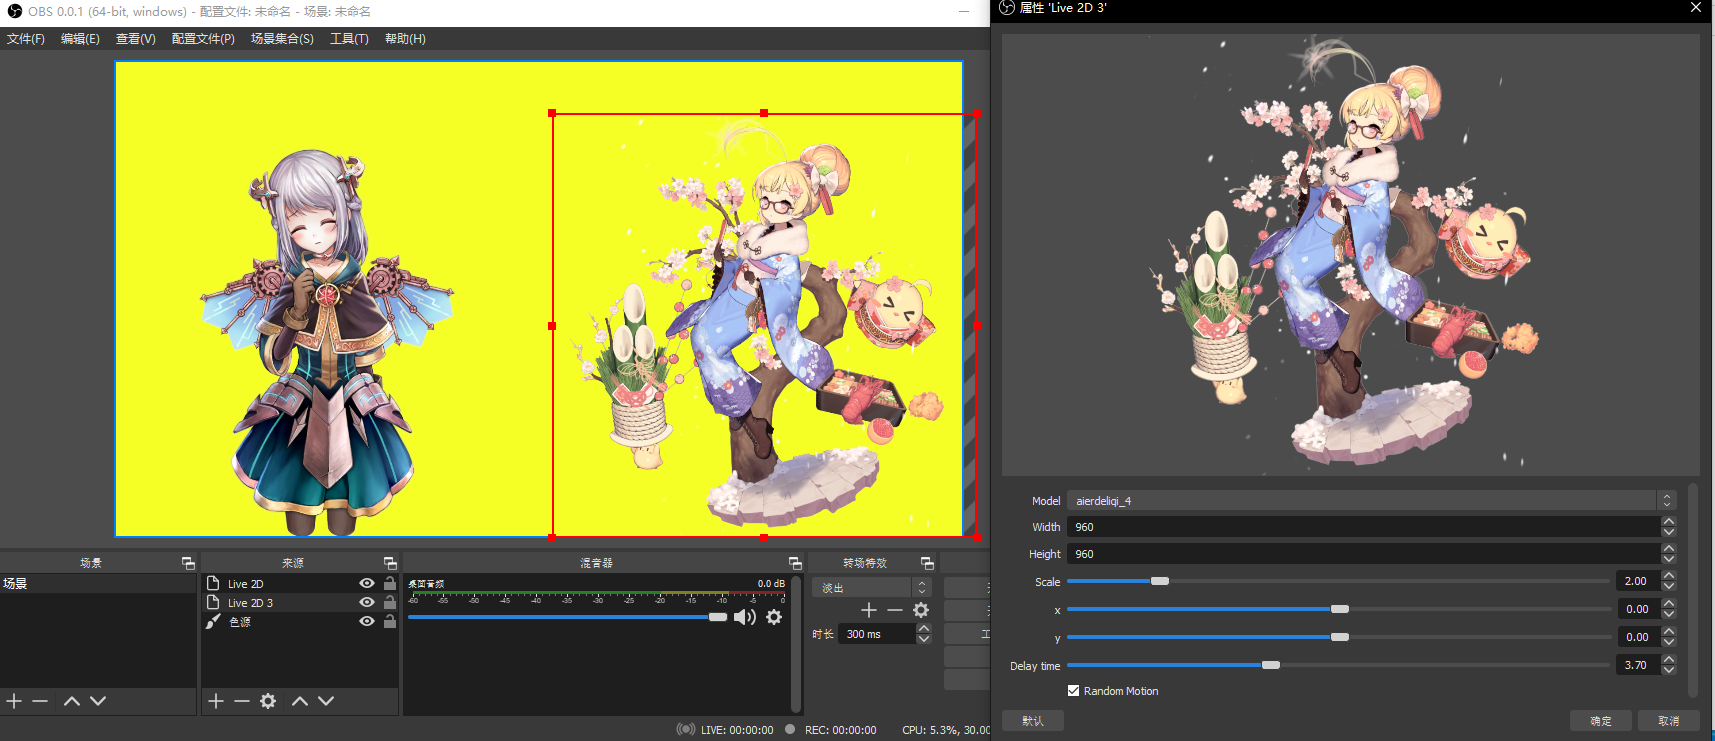 OBS 0.0.1 (64-bit, windows) - 配置文件: 未命名 - 场景: 未命名
文件(F) 编辑(E) 查看(V) 配置文件(P) 场景集合(S) 工具(T) 帮助(H)
场景
场景
来源
Live 2D
Live 2D 3
色源
混音器
桌面音频 0.0 dB
-60 -55 -50 -45 -40 -35 -30 -25 -20 -15 -10 -5 0
转场特效
淡出
时长 300 ms
工
LIVE: 00:00:00 REC: 00:00:00 CPU: 5.3%, 30.00
属性 'Live 2D 3'
Model aierdeliqi_4
Width 960
Height 960
Scale 2.00
x 0.00
y 0.00
Delay time 3.70
Random Motion
默认 确定 取消